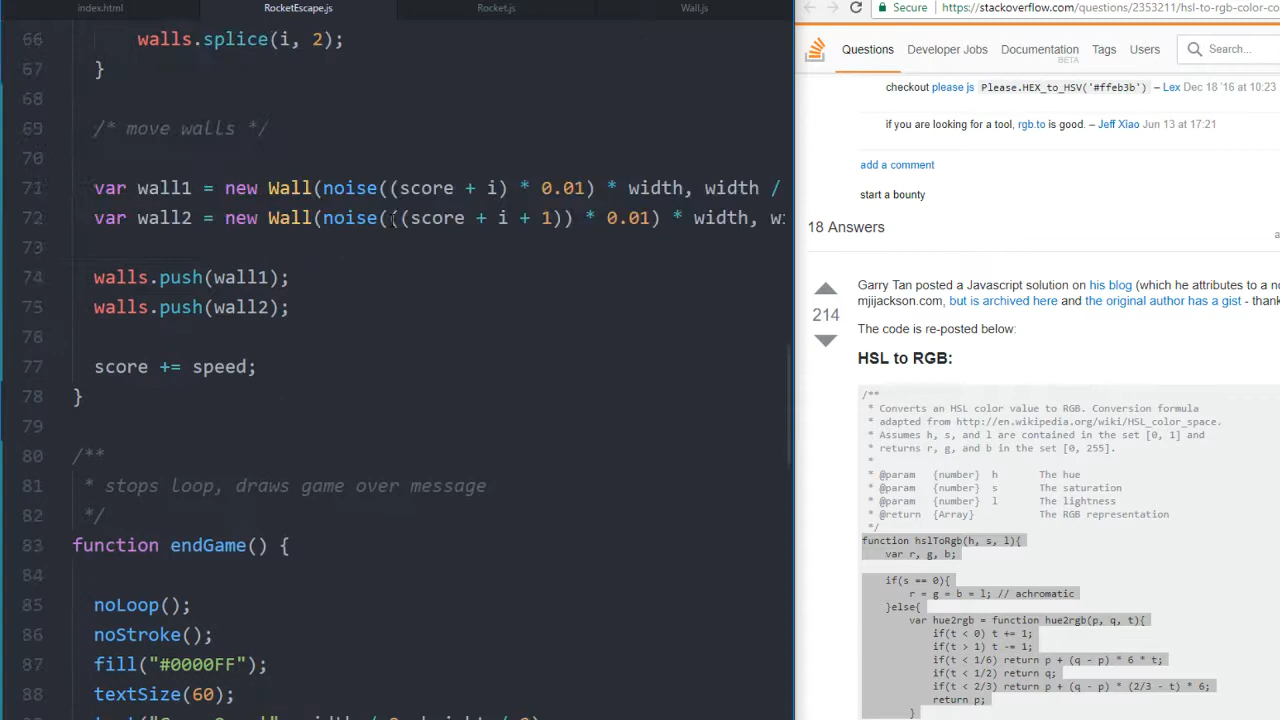 index.html
RocketEscape.js
Rocket.js
Wall.js
66 walls.splice(i, 2);
67 }
68
69 /* move walls */
70
71 var wall1 = new Wall(noise((score + i) * 0.01) * width, width /
72 var wall2 = new Wall(noise(((score + i + 1)) * 0.01) * width, wi
73
74 walls.push(wall1);
75 walls.push(wall2);
76
77 score += speed;
78 }
79
80 /**
81 * stops loop, draws game over message
82 */
83 function endGame() {
84
85 noLoop();
86 noStroke();
87 fill("#0000FF");
88 textSize(60);
Secure https://stackoverflow.com/questions/2353211/hsl-to-rgb-color-co
Questions Developer Jobs Documentation BETA Tags Users Search...
checkout please js Please.HEX_to_HSV('#ffeb3b') – Lex Dec 18 '16 at 10:23
if you are looking for a tool, rgb.to is good. – Jeff Xiao Jun 13 at 17:21
add a comment
start a bounty
18 Answers
a
Garry Tan posted a Javascript solution on his blog (which he attributes to a no
mjijackson.com, but is archived here and the original author has a gist - thank
214
The code is re-posted below:
HSL to RGB:
/**
* Converts an HSL color value to RGB. Conversion formula
* adapted from http://en.wikipedia.org/wiki/HSL_color_space.
* Assumes h, s, and l are contained in the set [0, 1] and
* returns r, g, and b in the set [0, 255].
*
* @param {number} h The hue
* @param {number} s The saturation
* @param {number} l The lightness
* @return {Array} The RGB representation
*/
function hslToRgb(h, s, l){
var r, g, b;
if(s == 0){
r = g = b = l; // achromatic
}else{
var hue2rgb = function hue2rgb(p, q, t){
if(t < 0) t += 1;
if(t > 1) t -= 1;
if(t < 1/6) return p + (q - p) * 6 * t;
if(t < 1/2) return q;
if(t < 2/3) return p + (q - p) * (2/3 - t) * 6;
return p;
}